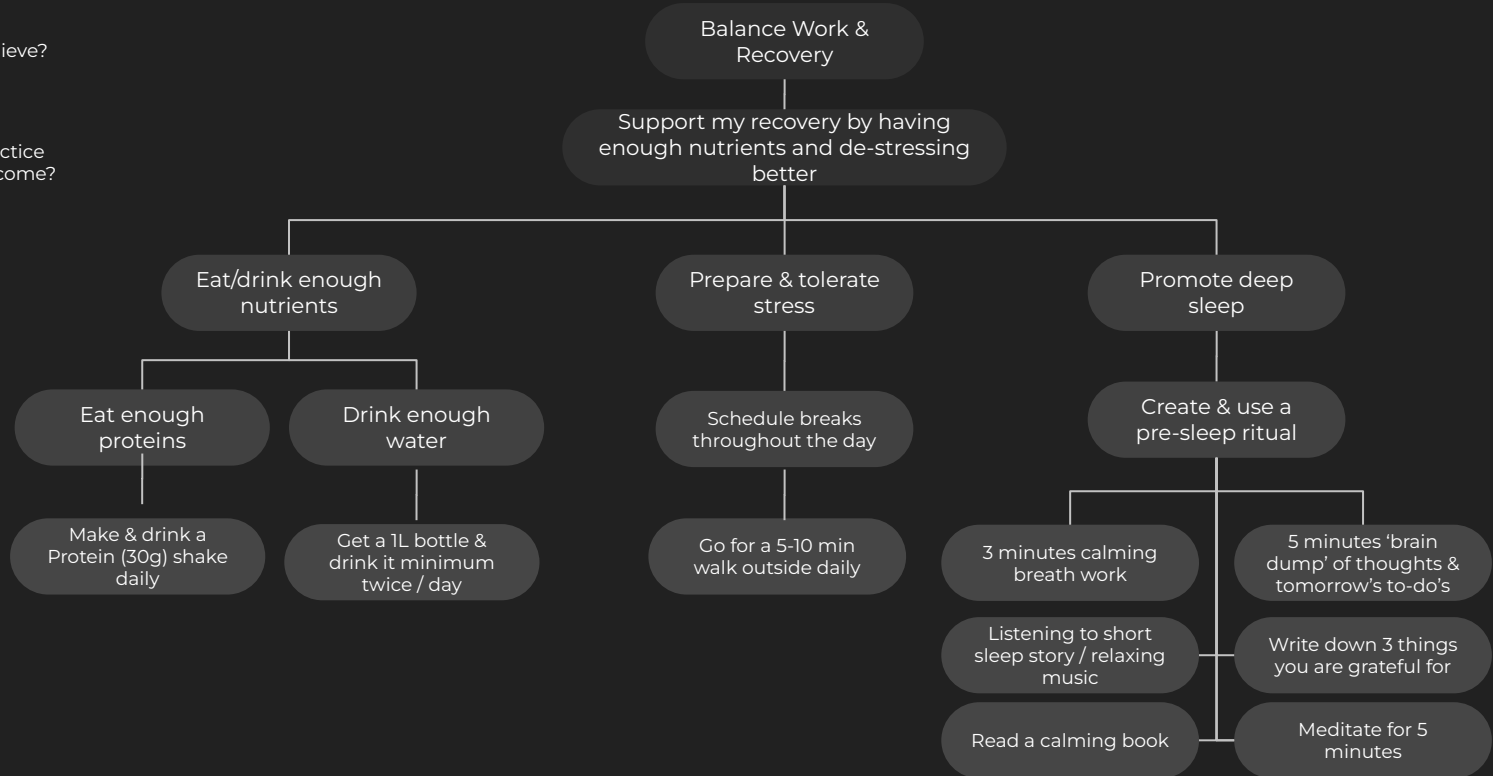 ieve?
ctice
come?
Balance Work &
Recovery
Support my recovery by having
enough nutrients and de-stressing
better
Eat/drink enough
nutrients
Prepare & tolerate
stress
Promote deep
sleep
Eat enough
proteins
Drink enough
water
Schedule breaks
throughout the day
Create & use a
pre-sleep ritual
Make & drink a
Protein (30g) shake
daily
Get a 1L bottle &
drink it minimum
twice / day
Go for a 5-10 min
walk outside daily
3 minutes calming
breath work
5 minutes ‘brain
dump’ of thoughts &
tomorrow’s to-do’s
Listening to short
sleep story / relaxing
music
Write down 3 things
you are grateful for
Read a calming book
Meditate for 5
minutes